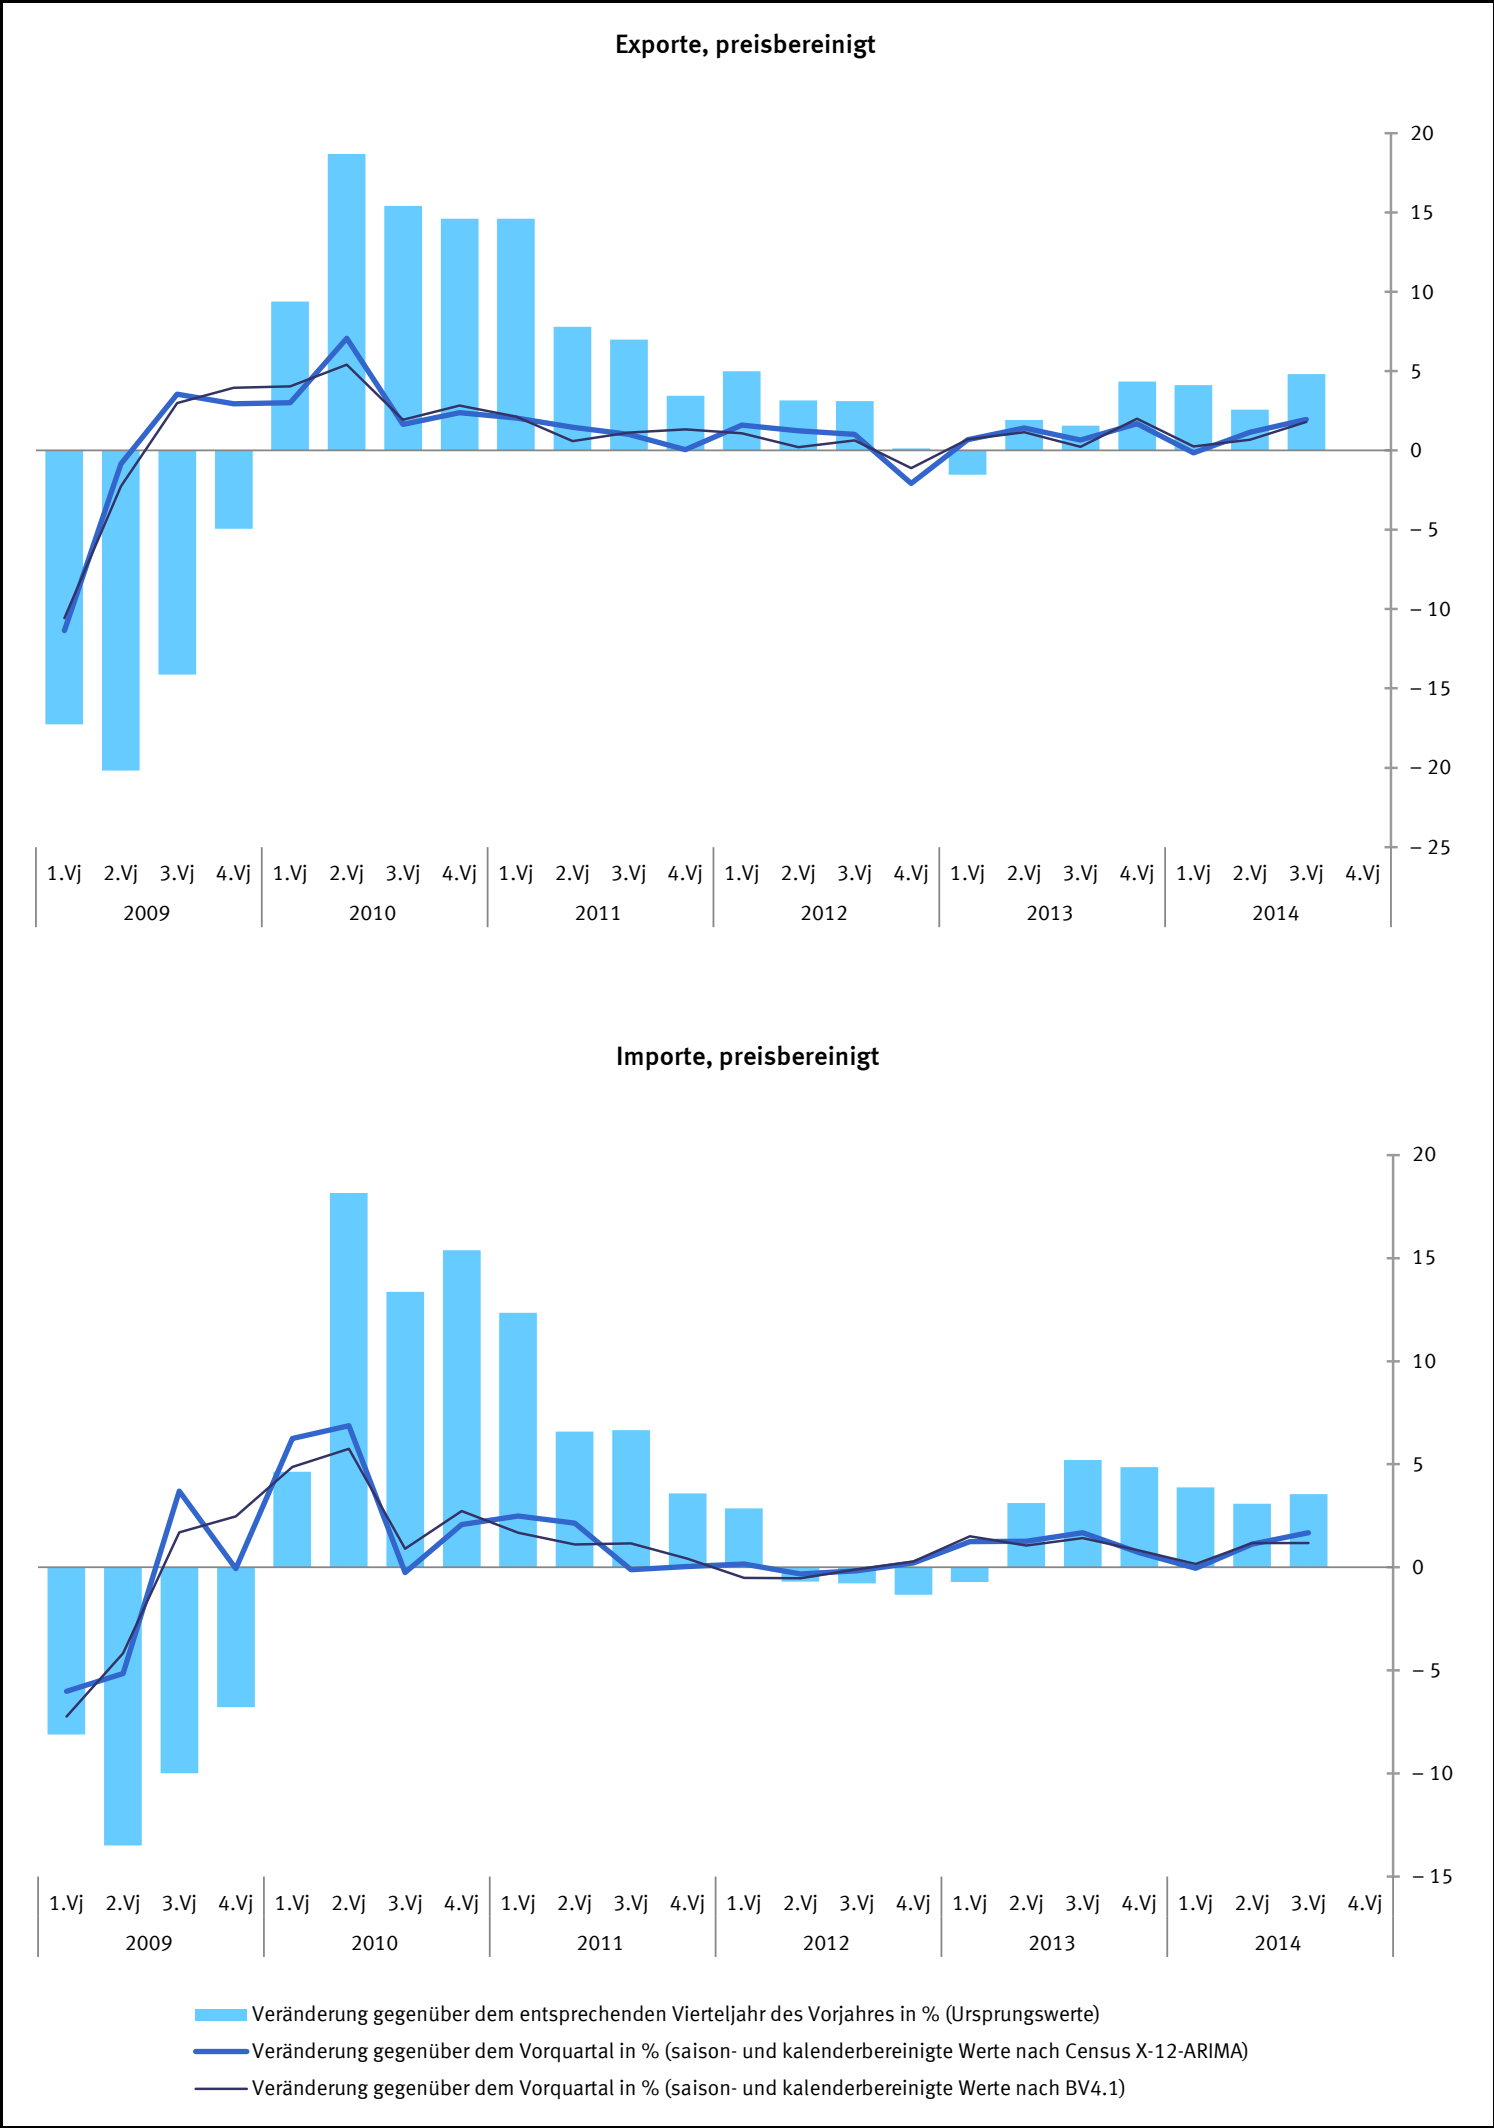 Exporte, preisbereinigt
20
15
10
5
0
– 5
– 10
– 15
– 20
– 25
1.Vj 2.Vj 3.Vj 4.Vj 1.Vj 2.Vj 3.Vj 4.Vj 1.Vj 2.Vj 3.Vj 4.Vj 1.Vj 2.Vj 3.Vj 4.Vj 1.Vj 2.Vj 3.Vj 4.Vj 1.Vj 2.Vj 3.Vj 4.Vj
2009 2010 2011 2012 2013 2014
Importe, preisbereinigt
20
15
10
5
0
– 5
– 10
– 15
1.Vj 2.Vj 3.Vj 4.Vj 1.Vj 2.Vj 3.Vj 4.Vj 1.Vj 2.Vj 3.Vj 4.Vj 1.Vj 2.Vj 3.Vj 4.Vj 1.Vj 2.Vj 3.Vj 4.Vj 1.Vj 2.Vj 3.Vj 4.Vj
2009 2010 2011 2012 2013 2014
Veränderung gegenüber dem entsprechenden Vierteljahr des Vorjahres in % (Ursprungswerte)
Veränderung gegenüber dem Vorquartal in % (saison- und kalenderbereinigte Werte nach Census X-12-ARIMA)
Veränderung gegenüber dem Vorquartal in % (saison- und kalenderbereinigte Werte nach BV4.1)